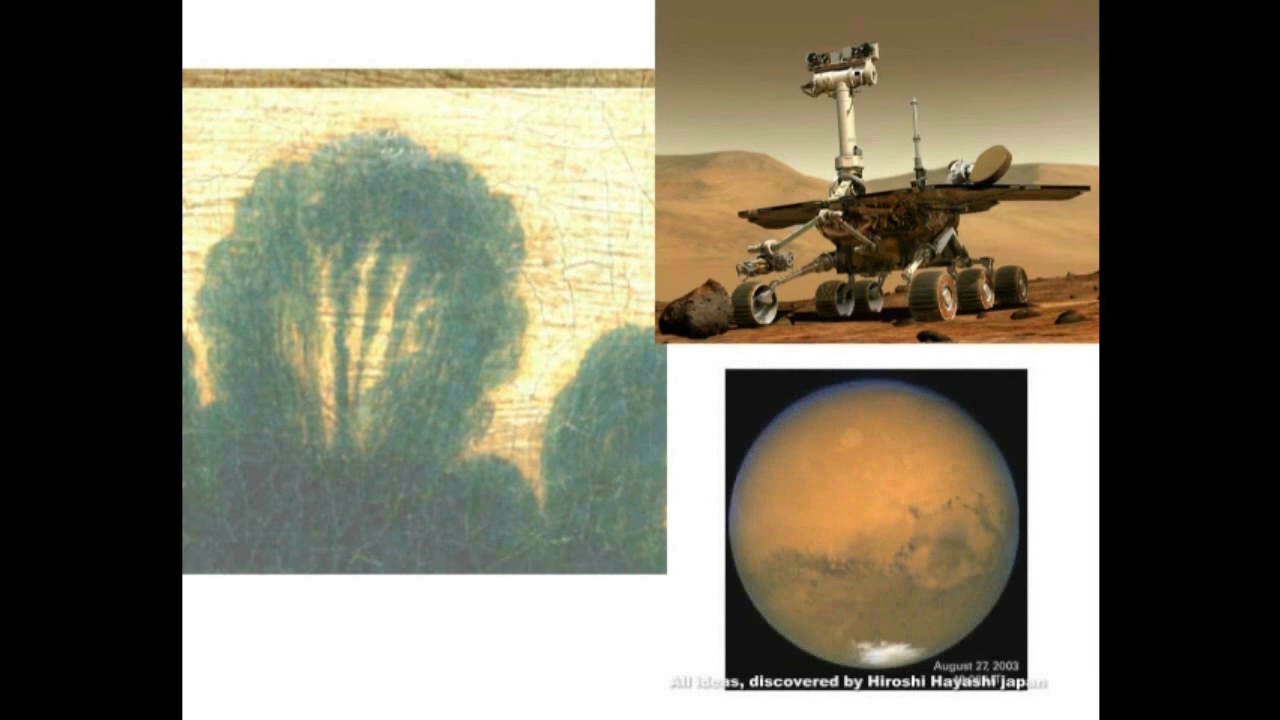 August 27, 2003
All ideas, discovered by Hiroshi Hayashi japan